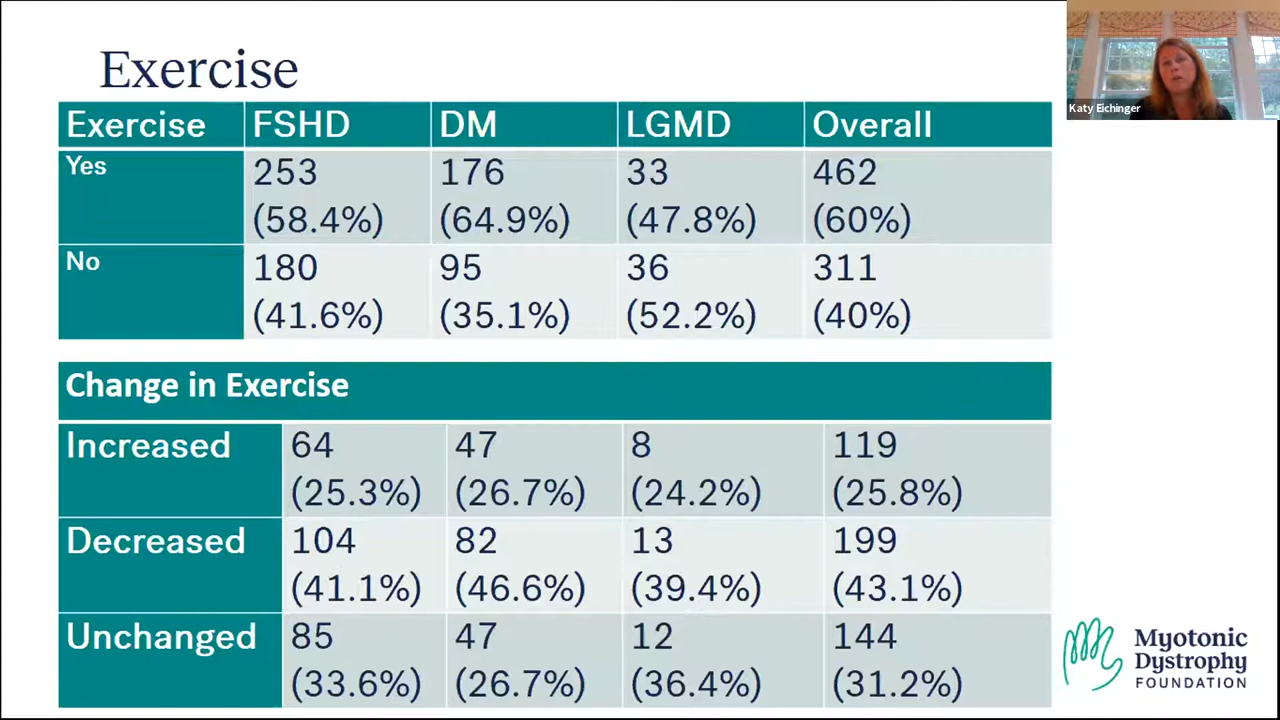 Exercise
Exercise FSHD DM LGMD Overall
Yes 253 176 33 462
(58.4%) (64.9%) (47.8%) (60%)
No 180 95 36 311
(41.6%) (35.1%) (52.2%) (40%)
Change in Exercise
Increased 64 47 8 119
(25.3%) (26.7%) (24.2%) (25.8%)
Decreased 104 82 13 199
(41.1%) (46.6%) (39.4%) (43.1%)
Unchanged 85 47 12 144
(33.6%) (26.7%) (36.4%) (31.2%)
Katy Eichinger
Myotonic
Dystrophy
FOUNDATION